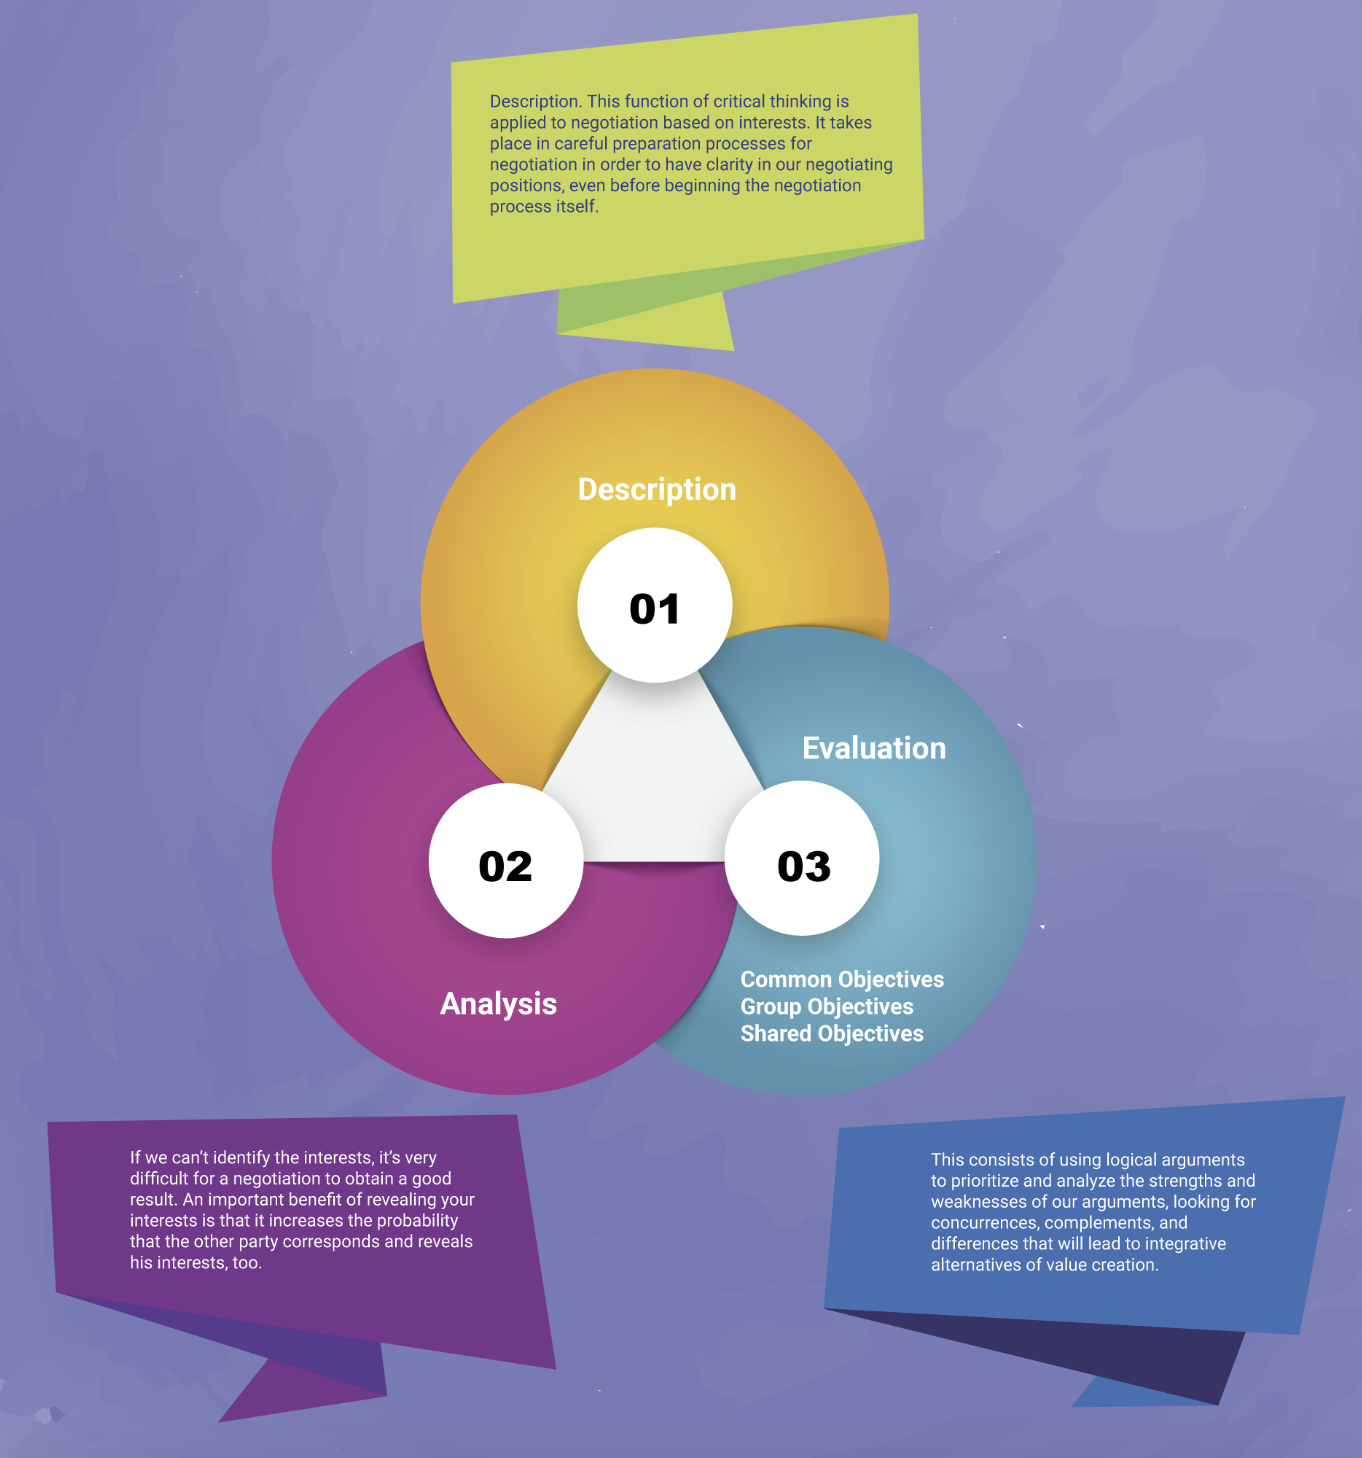 Description. This function of critical thinking is
applied to negotiation based on interests. It takes
place in careful preparation processes for
negotiation in order to have clarity in our negotiating
positions, even before beginning the negotiation
process itself.
Description
01
Evaluation
02
03
Common Objectives
Group Objectives
Shared Objectives
Analysis
If we can’t identify the interests, it’s very
difficult for a negotiation to obtain a good
result. An important benefit of revealing your
interests is that it increases the probability
that the other party corresponds and reveals
his interests, too.
This consists of using logical arguments
to prioritize and analyze the strengths and
weaknesses of our arguments, looking for
concurrences, complements, and
differences that will lead to integrative
alternatives of value creation.